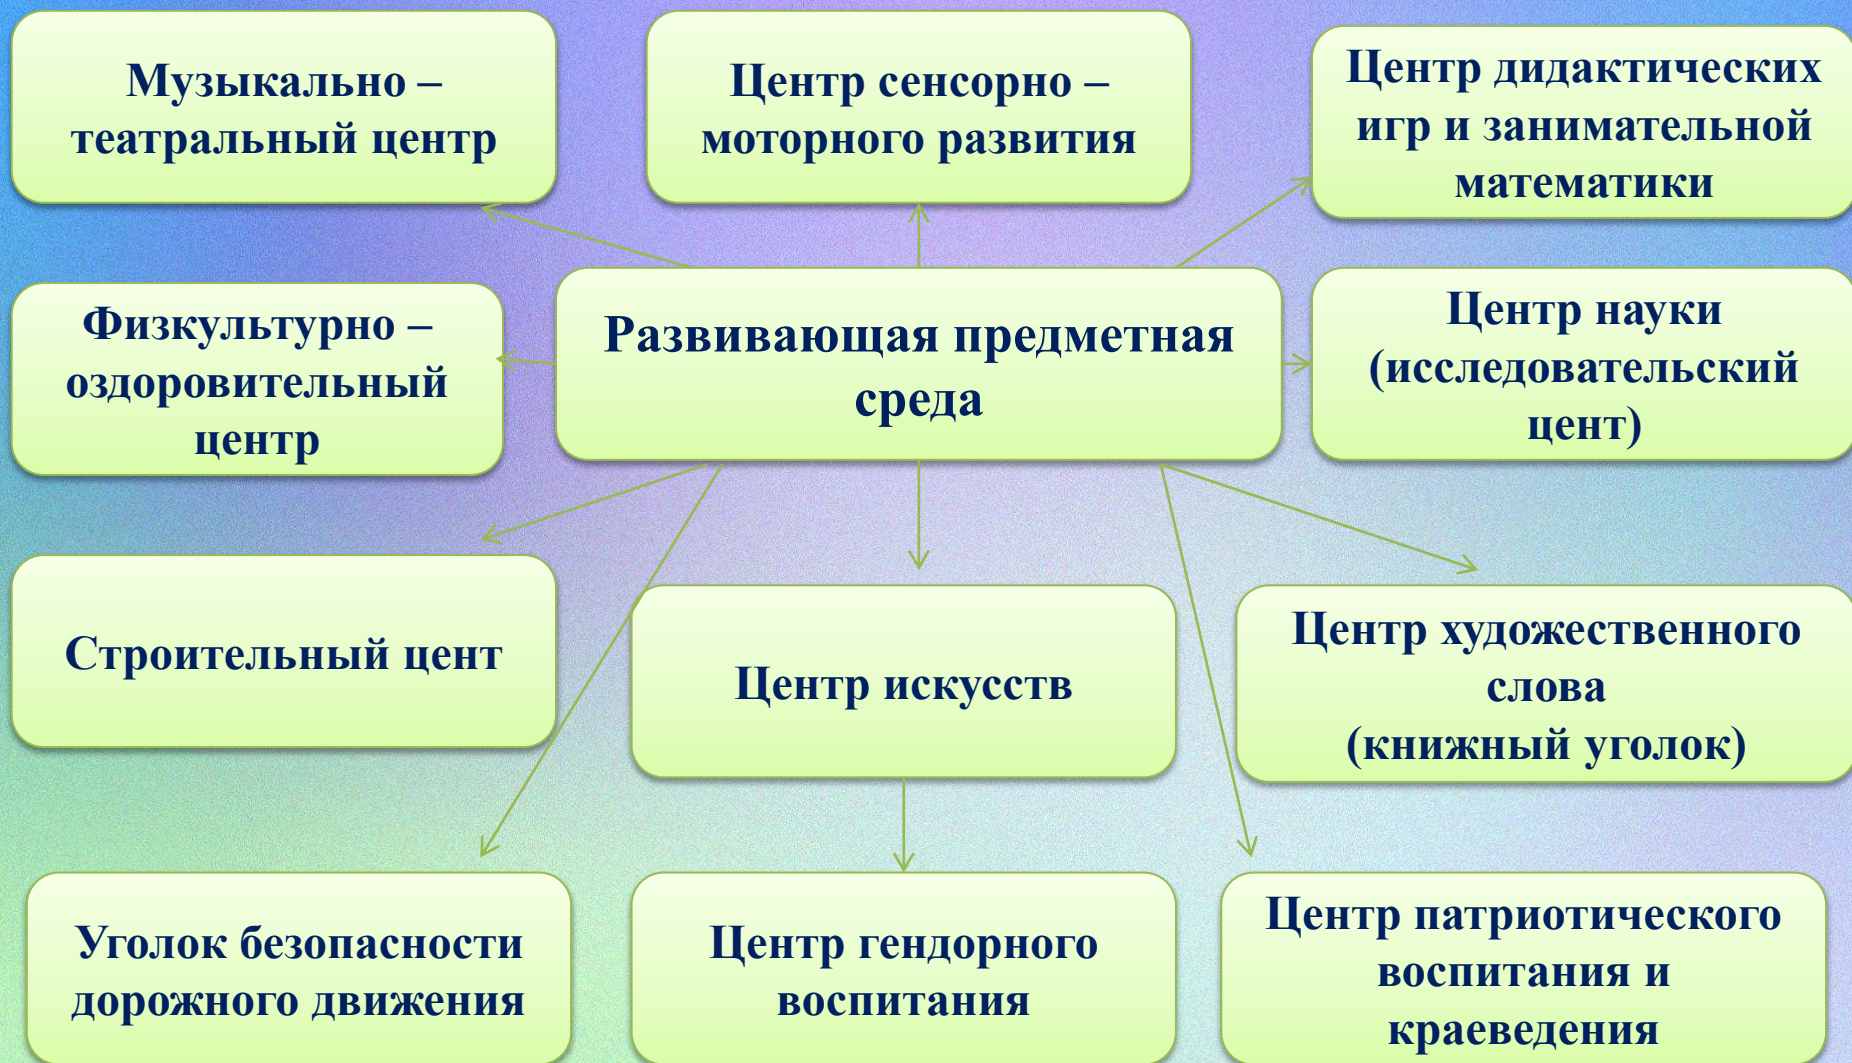 Музыкально –
театральный центр
Центр сенсорно –
моторного развития
Центр дидактических
игр и занимательной
математики
Физкультурно –
оздоровительный
центр
Развивающая предметная
среда
Центр науки
(исследовательский
цент)
Строительный цент
Центр искусств
Центр художественного
слова
(книжный уголок)
Уголок безопасности
дорожного движения
Центр гендорного
воспитания
Центр патриотического
воспитания и
краеведения